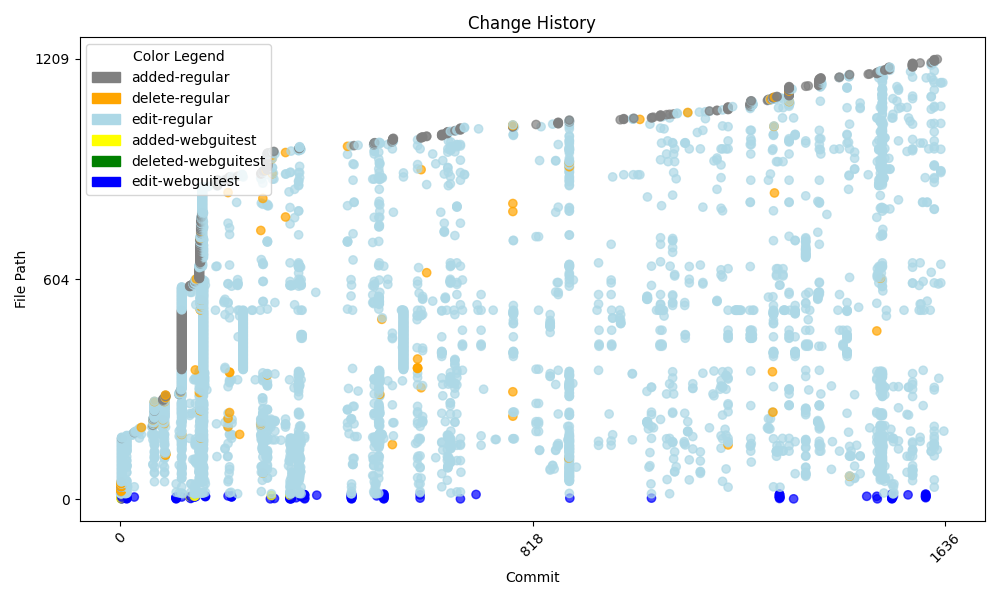 Change History
Color Legend
added-regular
delete-regular
edit-regular
added-webguitest
deleted-webguitest
edit-webguitest
1209
604
0
File Path
0
818
1636
Commit